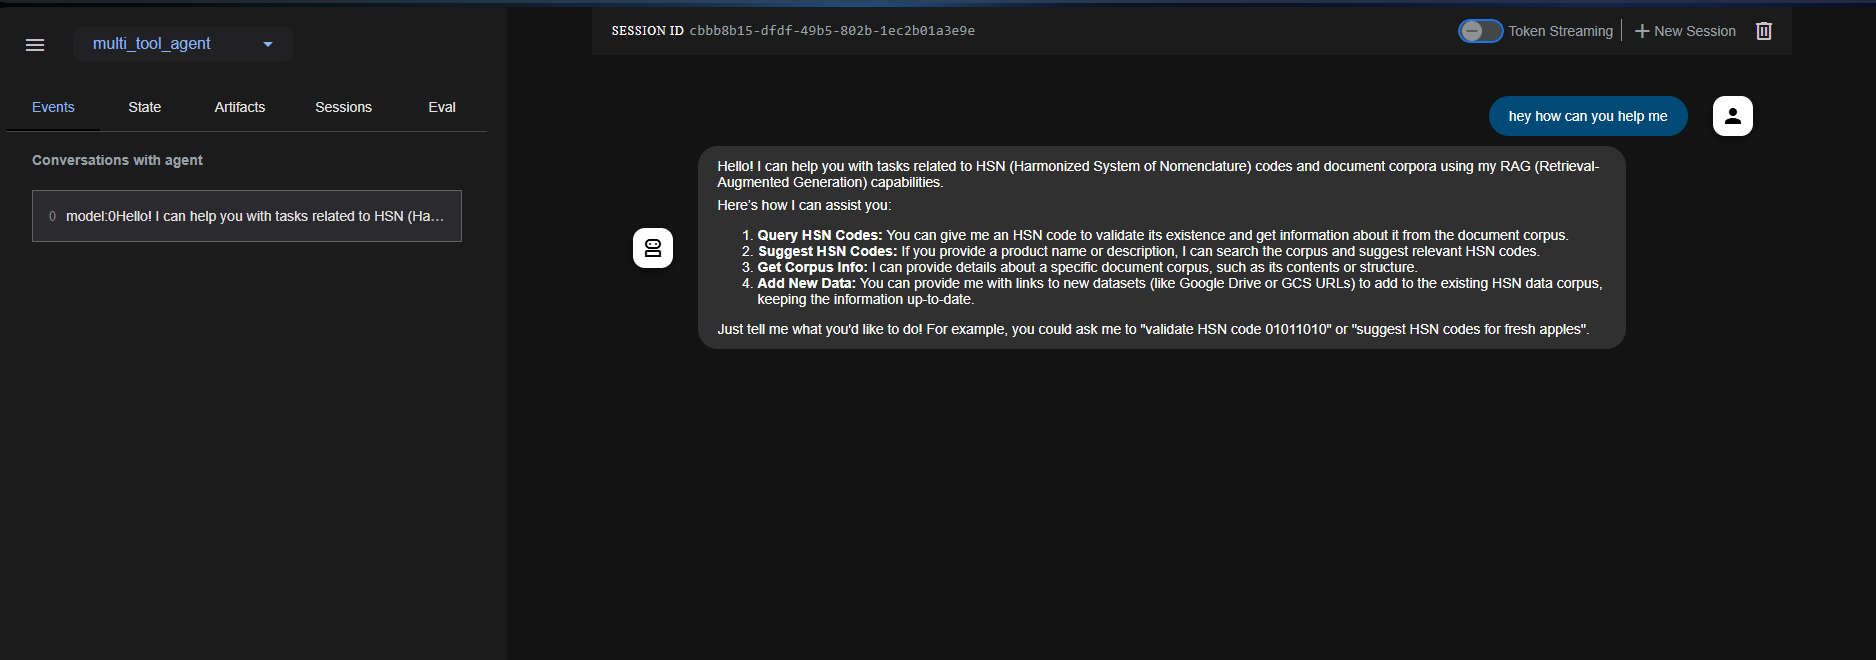 multi_tool_agent
SESSION ID cbbb8b15-dfdf-49b5-802b-1ec2b01a3e9e
Token Streaming
New Session
Events
State
Artifacts
Sessions
Eval
Conversations with agent
0 model:0Hello! I can help you with tasks related to HSN (Ha...
hey how can you help me
Hello! I can help you with tasks related to HSN (Harmonized System of Nomenclature) codes and document corpora using my RAG (Retrieval-
Augmented Generation) capabilities.
Here's how I can assist you:
1. Query HSN Codes: You can give me an HSN code to validate its existence and get information about it from the document corpus.
2. Suggest HSN Codes: If you provide a product name or description, I can search the corpus and suggest relevant HSN codes.
3. Get Corpus Info: I can provide details about a specific document corpus, such as its contents or structure.
4. Add New Data: You can provide me with links to new datasets (like Google Drive or GCS URLs) to add to the existing HSN data corpus,
keeping the information up-to-date.
Just tell me what you'd like to do! For example, you could ask me to "validate HSN code 01011010" or "suggest HSN codes for fresh apples".